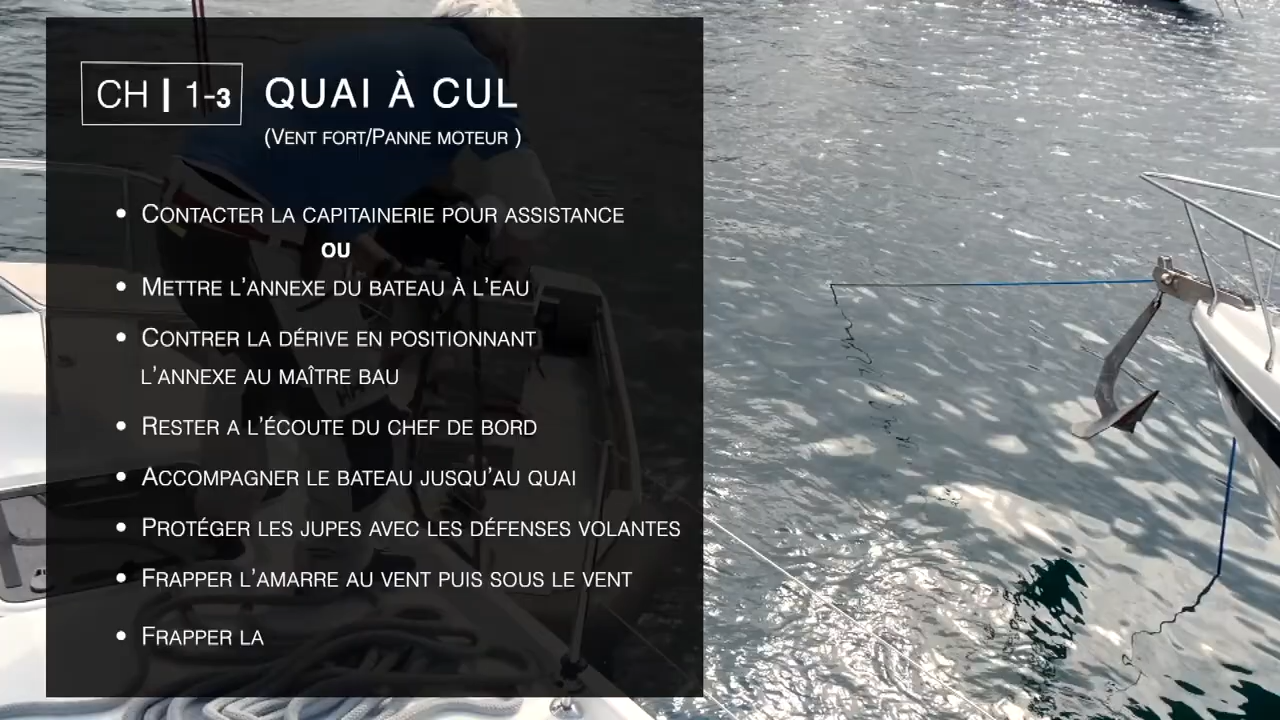 CH | 1-3 QUAI À CUL
(VENT FORT/PANNE MOTEUR )
• CONTACTER LA CAPITAINERIE POUR ASSISTANCE
OU
• METTRE L'ANNEXE DU BATEAU À L'EAU
• CONTRER LA DÉRIVE EN POSITIONNANT
L'ANNEXE AU MAÎTRE BAU
• RESTER A L'ÉCOUTE DU CHEF DE BORD
• ACCOMPAGNER LE BATEAU JUSQU'AU QUAI
• PROTÉGER LES JUPES AVEC LES DÉFENSES VOLANTES
• FRAPPER L'AMARRE AU VENT PUIS SOUS LE VENT
• FRAPPER LA